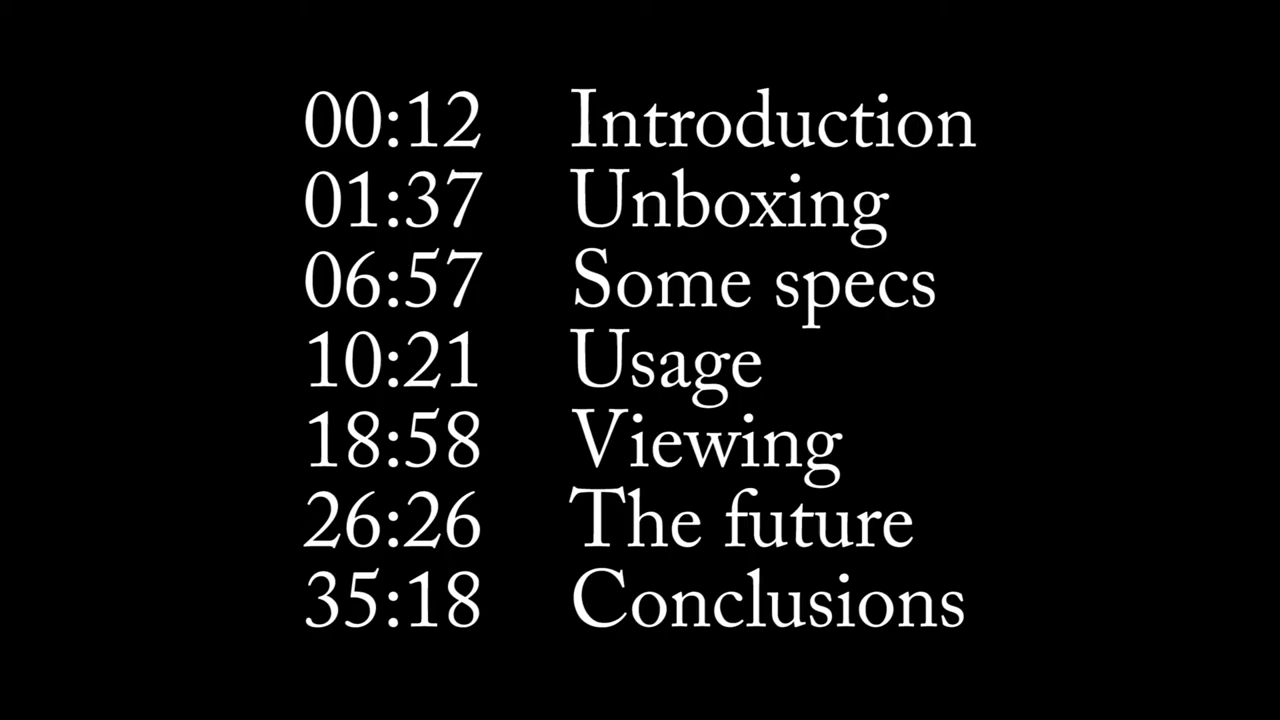 00:12 Introduction
01:37 Unboxing
06:57 Some specs
10:21 Usage
18:58 Viewing
26:26 The future
35:18 Conclusions